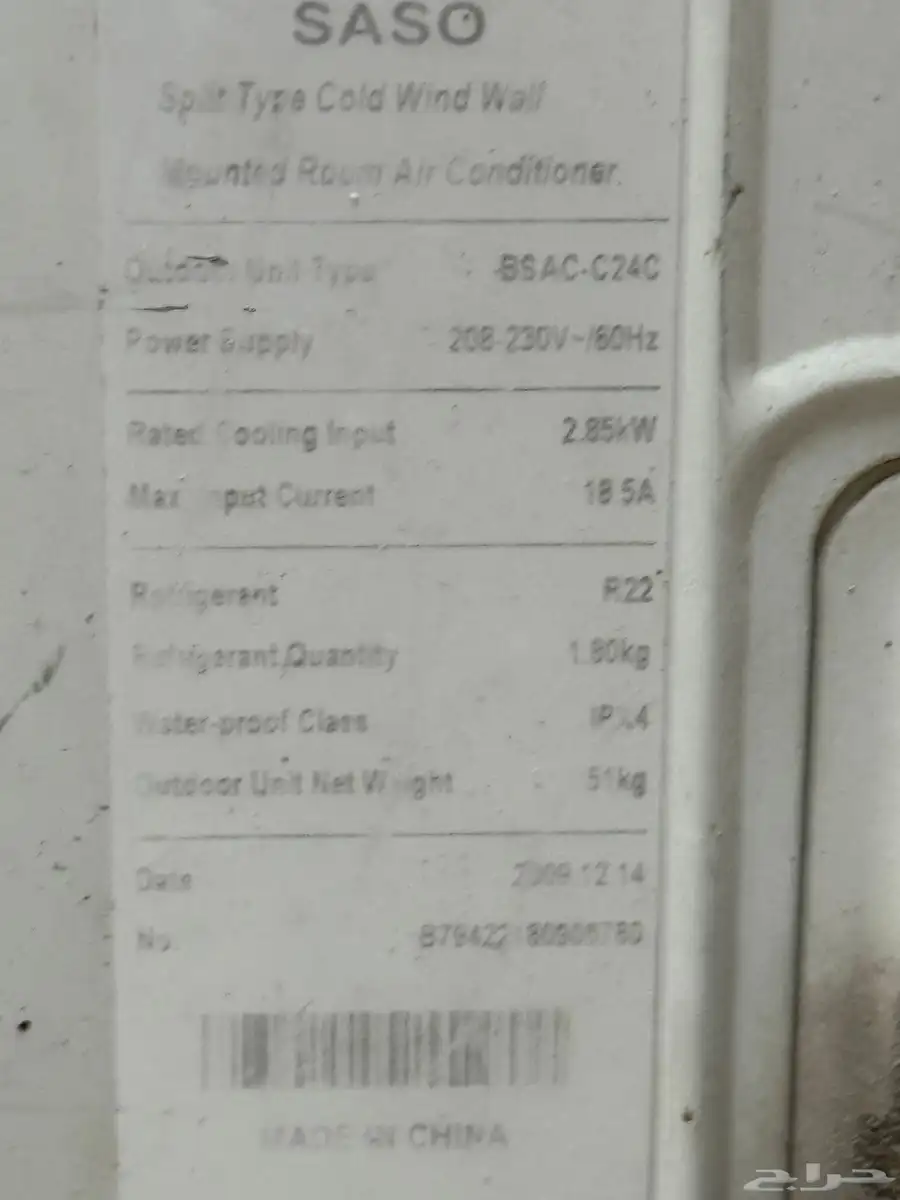 SASO
Split Type Cold Wind Wall
Mounted Room Air Conditioner
Outdoor Unit Type BSAC-C24C
Power Supply 208-230V~/60Hz
Rated Cooling Input 2.85kW
Max Input Current 18.5A
Refrigerant R22
Refrigerant Quantity 1.80kg
Water-proof Class IPX4
Outdoor Unit Net Weight 51kg
Date 2009.12.14
No.
MADE IN CHINA
حراج